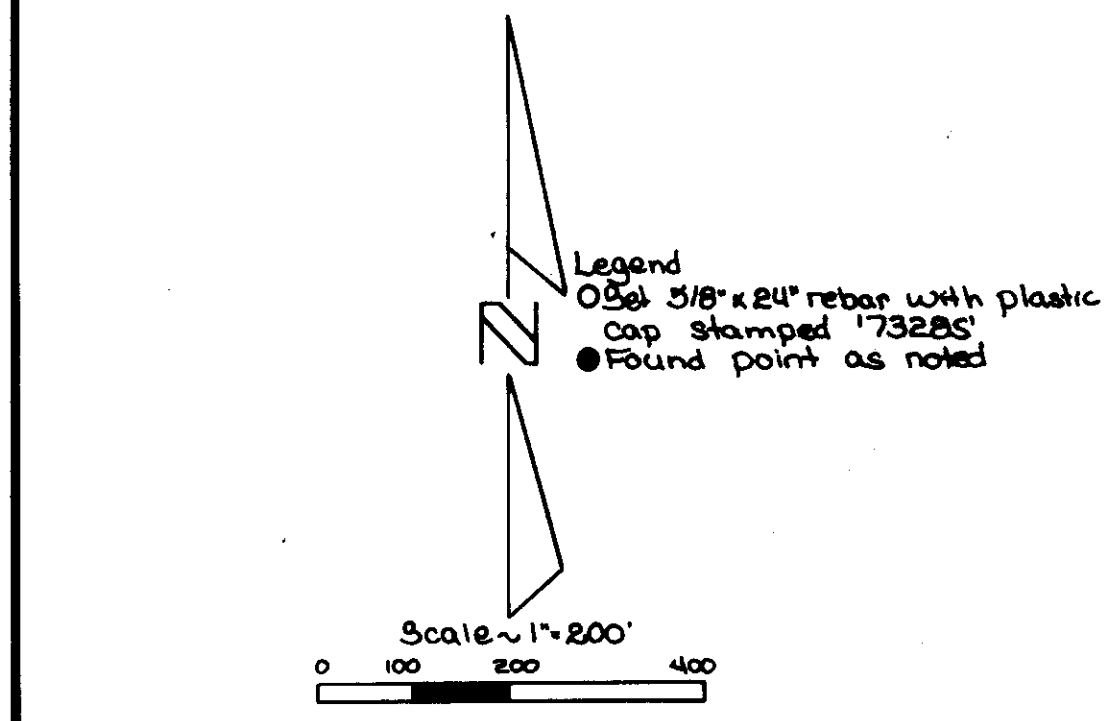 Legend
Set 5/8" x 24" rebar with plastic
cap stamped '7328S'
Found point as noted
N
Scale ~ 1"=200'
0 100 200 400